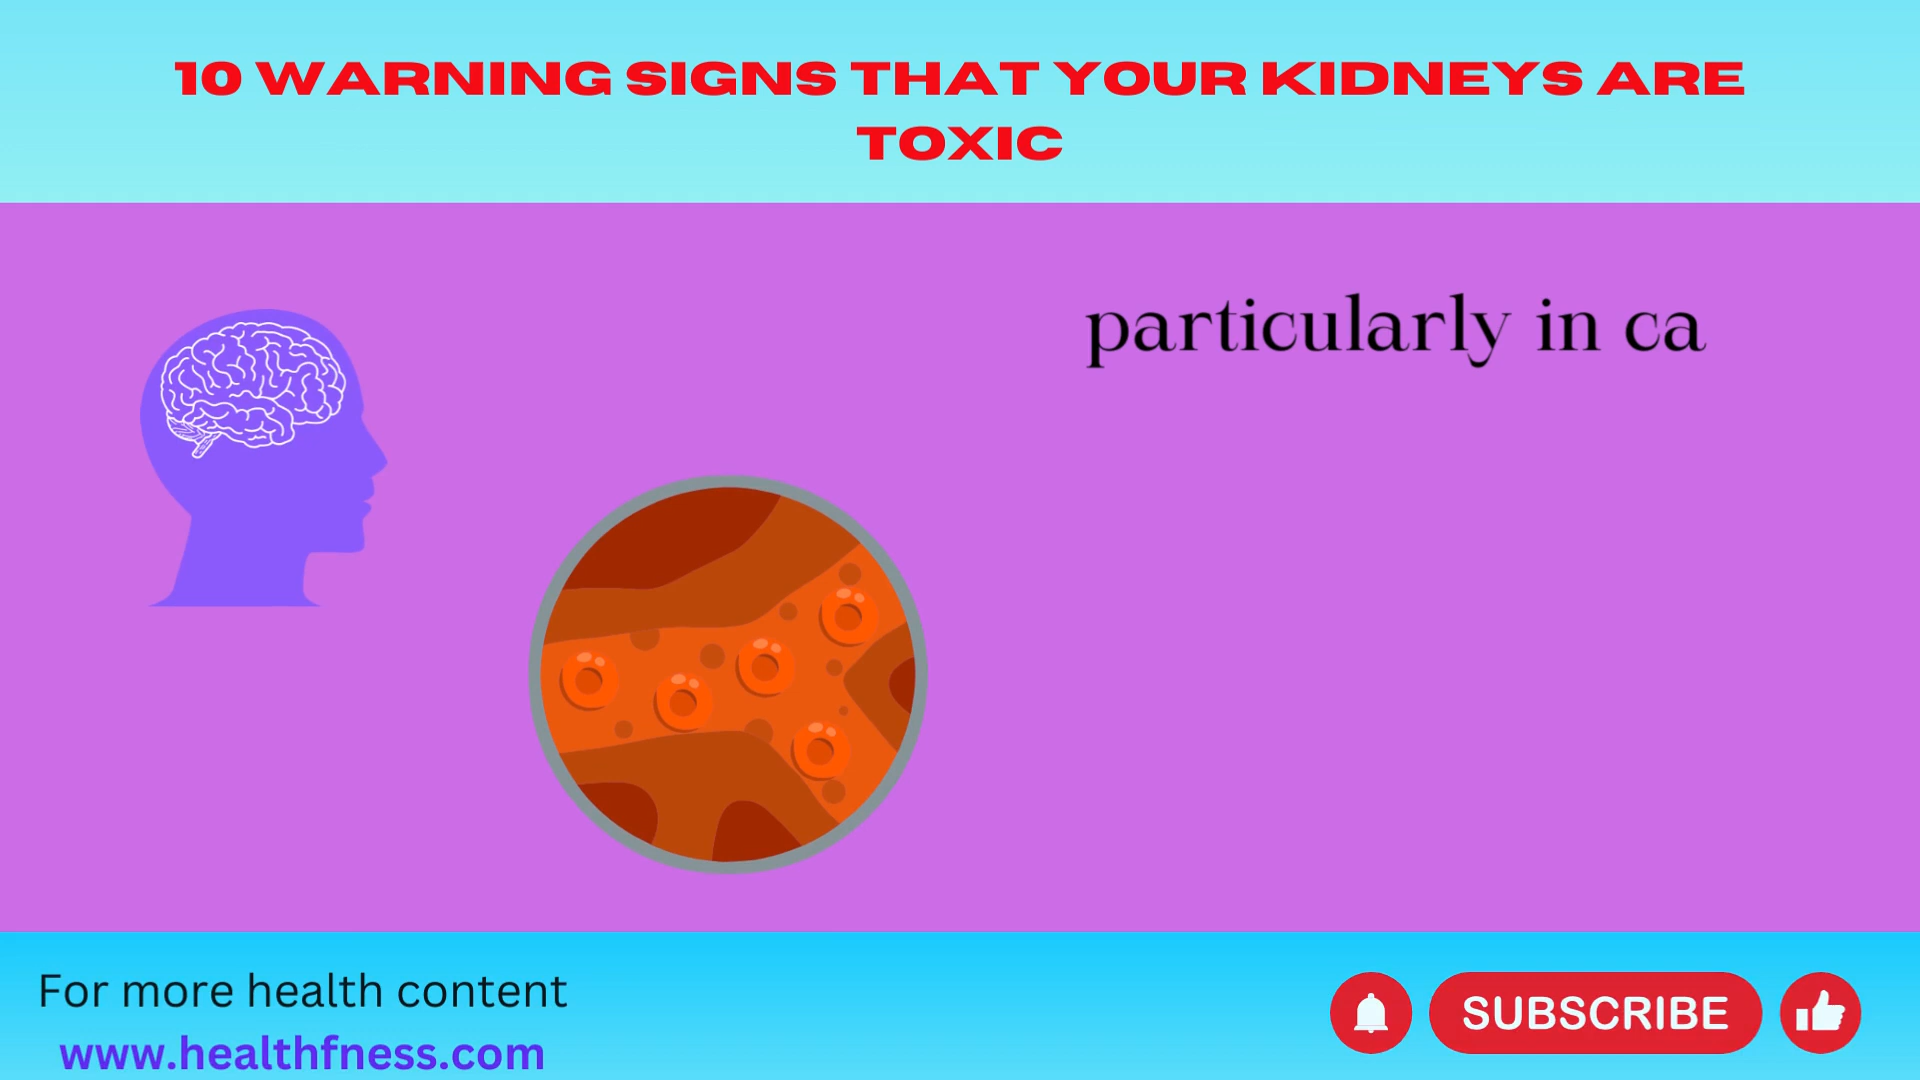 10 WARNING SIGNS THAT YOUR KIDNEYS ARE
TOXIC
particularly in ca
For more health content
www.healthfness.com
SUBSCRIBE